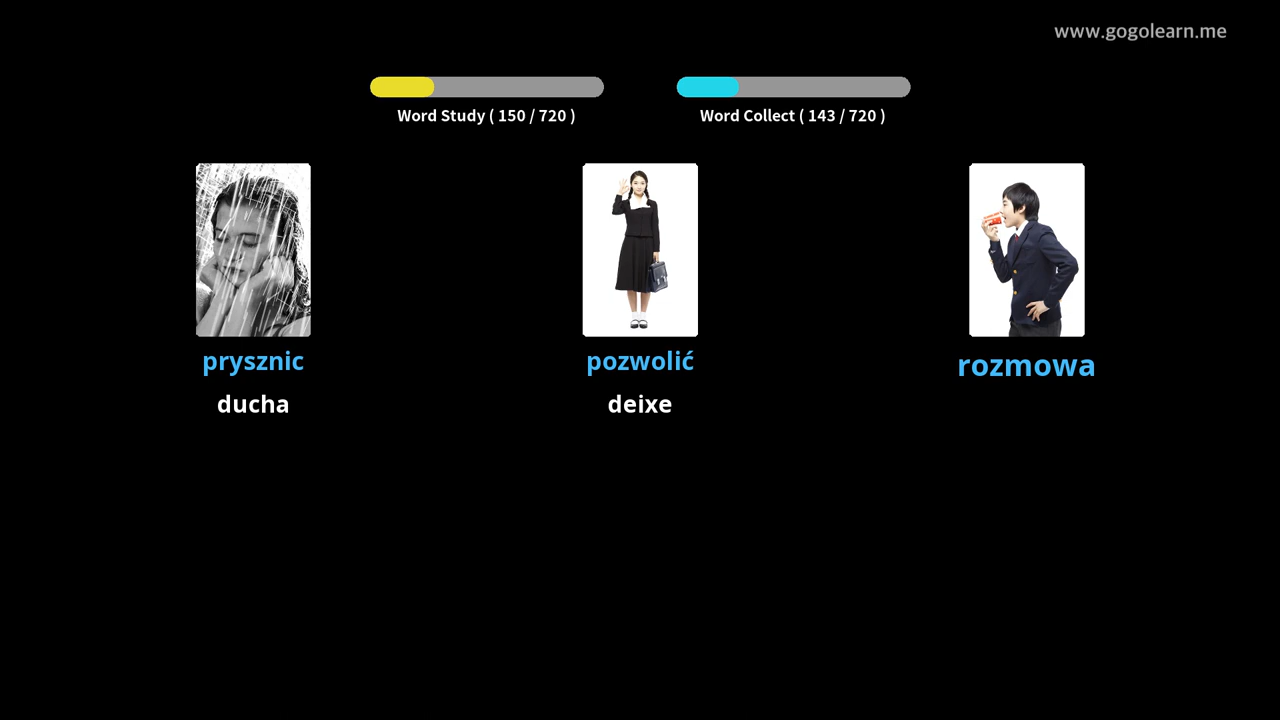 www.gogolearn.me
Word Study ( 150 / 720 )
Word Collect ( 143 / 720 )
prysznic
pozwolić
rozmowa
ducha
deixe